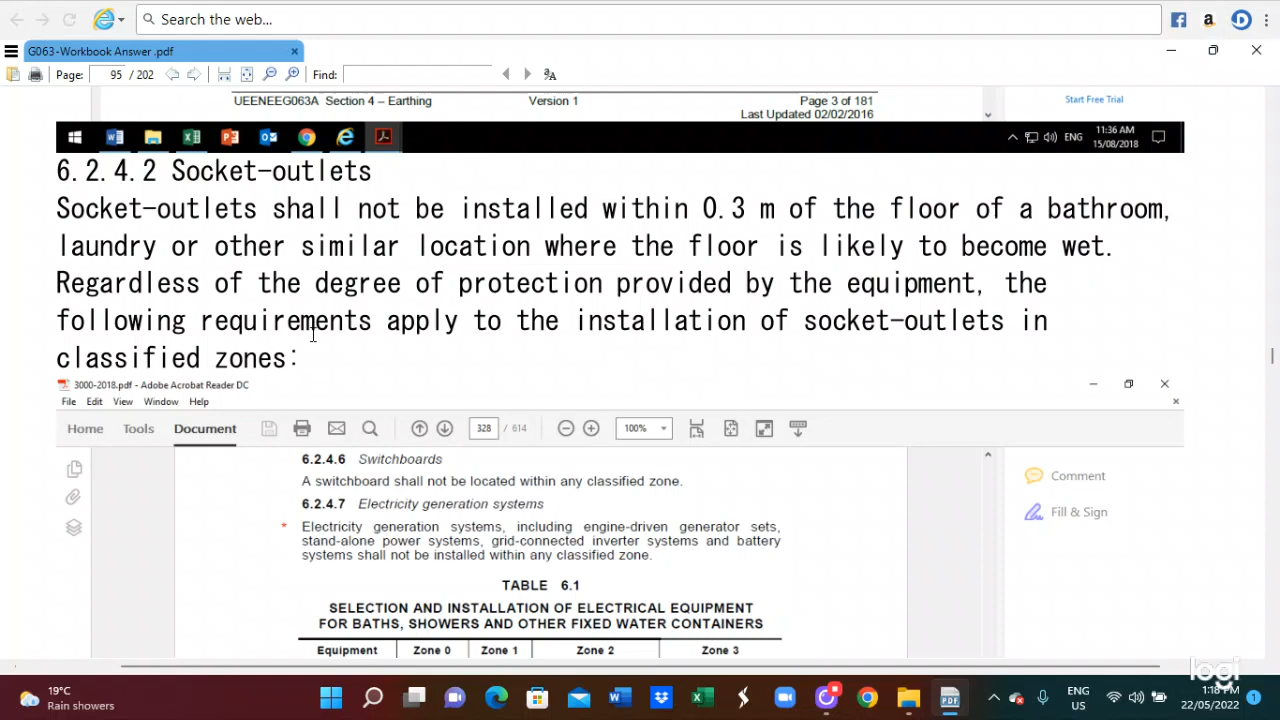 Search the web...
G063-Workbook Answer .pdf
Page: 95 / 202 Find:
UEENEEG063A Section 4 – Earthing Version 1 Page 3 of 181
Last Updated 02/02/2016
Start Free Trial
ENG 11:36 AM
15/08/2018
6.2.4.2 Socket-outlets
Socket-outlets shall not be installed within 0.3 m of the floor of a bathroom,
laundry or other similar location where the floor is likely to become wet.
Regardless of the degree of protection provided by the equipment, the
following requirements apply to the installation of socket-outlets in
classified zones:
3000-2018.pdf - Adobe Acrobat Reader DC
File Edit View Window Help
Home Tools Document 328 / 614 100%
6.2.4.6 Switchboards
A switchboard shall not be located within any classified zone.
6.2.4.7 Electricity generation systems
* Electricity generation systems, including engine-driven generator sets,
stand-alone power systems, grid-connected inverter systems and battery
systems shall not be installed within any classified zone.
Comment
Fill & Sign
TABLE 6.1
SELECTION AND INSTALLATION OF ELECTRICAL EQUIPMENT
FOR BATHS, SHOWERS AND OTHER FIXED WATER CONTAINERS
Equipment Zone 0 Zone 1 Zone 2 Zone 3
logi
19°C
Rain showers
ENG
US
1:18 PM
22/05/2022